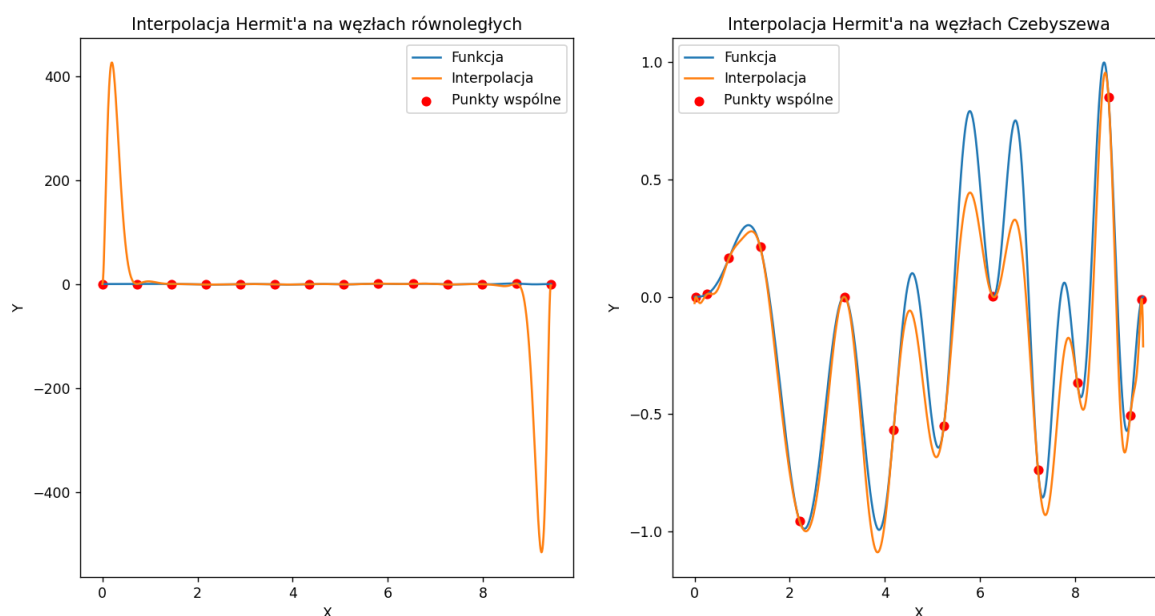 Interpolacja Hermit'a na węzłach równoległych
400
200
0
−200
−400
Y
0
2
4
6
8
X
Funkcja
Interpolacja
Punkty wspólne
Interpolacja Hermit'a na węzłach Czebyszewa
1.0
0.5
0.0
−0.5
−1.0
Y
0
2
4
6
8
X
Funkcja
Interpolacja
Punkty wspólne